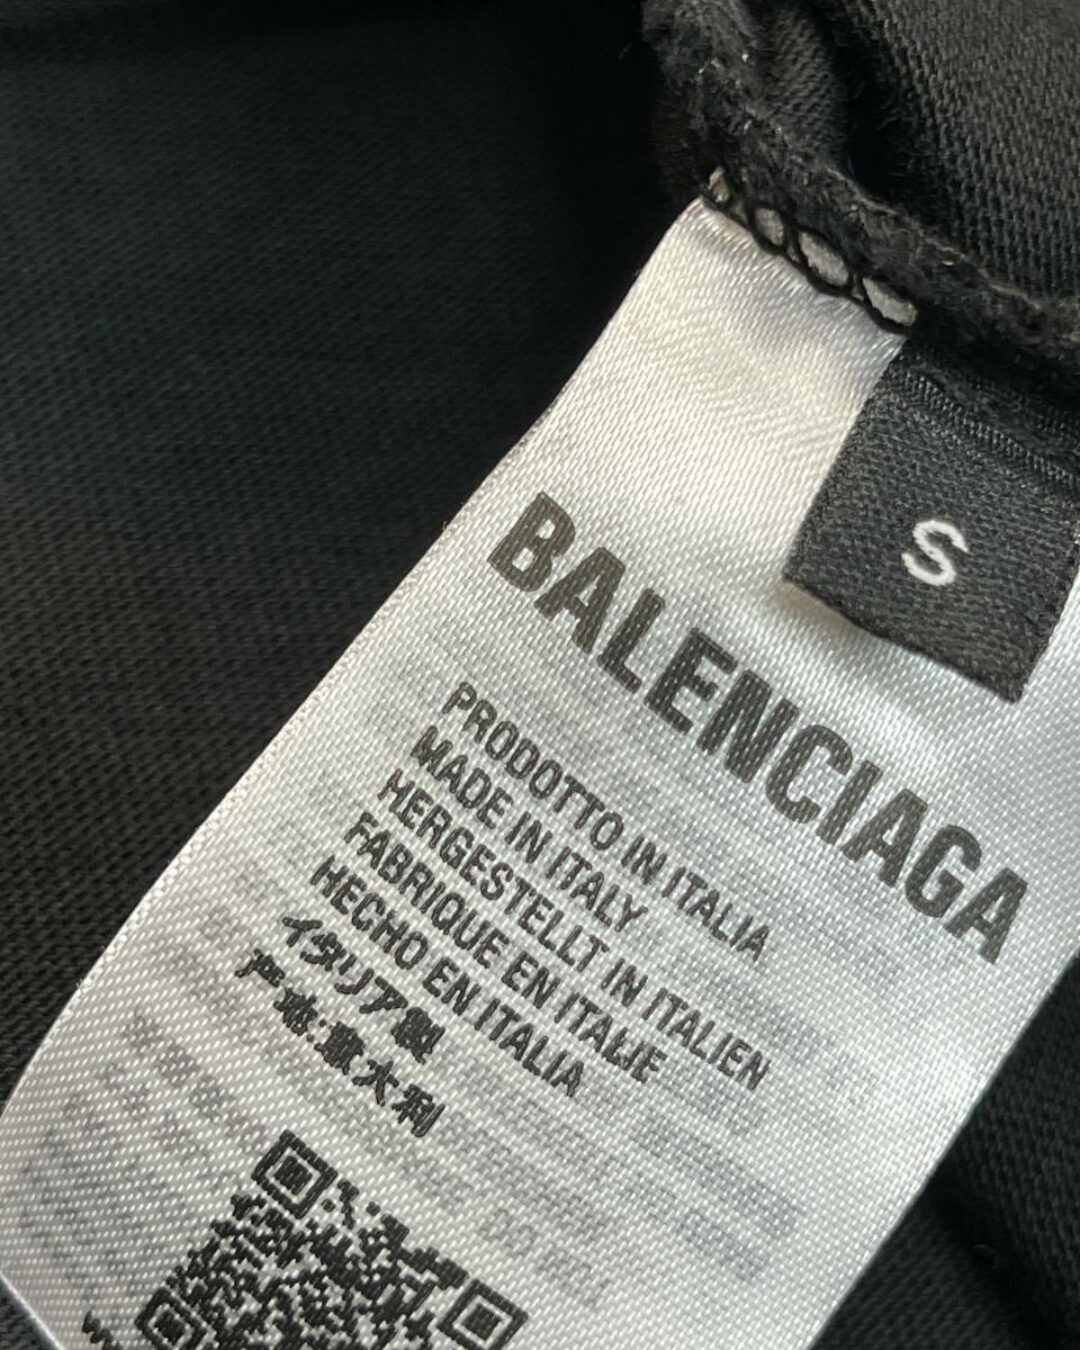 S
BALENCIAGA
PRODOTTO IN ITALIA
MADE IN ITALY
HERGESTELLT IN ITALIEN
FABRIQUE EN ITALIE
HECHO EN ITALIA
イタリア製
产地:意大利